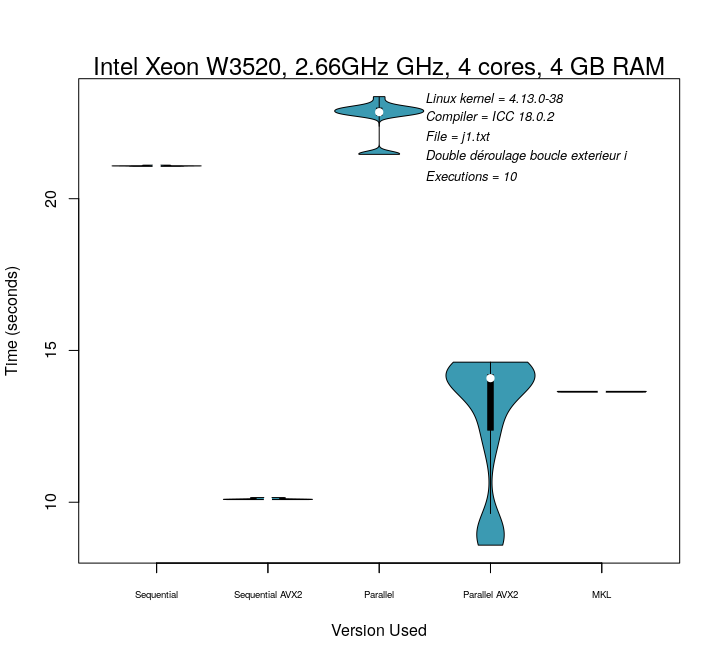 Intel Xeon W3520, 2.66GHz GHz, 4 cores, 4 GB RAM
Linux kernel = 4.13.0-38
Compiler = ICC 18.0.2
File = j1.txt
Double déroulage boucle exterieur i
Executions = 10
Time (seconds)
20
15
10
Sequential
Sequential AVX2
Parallel
Parallel AVX2
MKL
Version Used